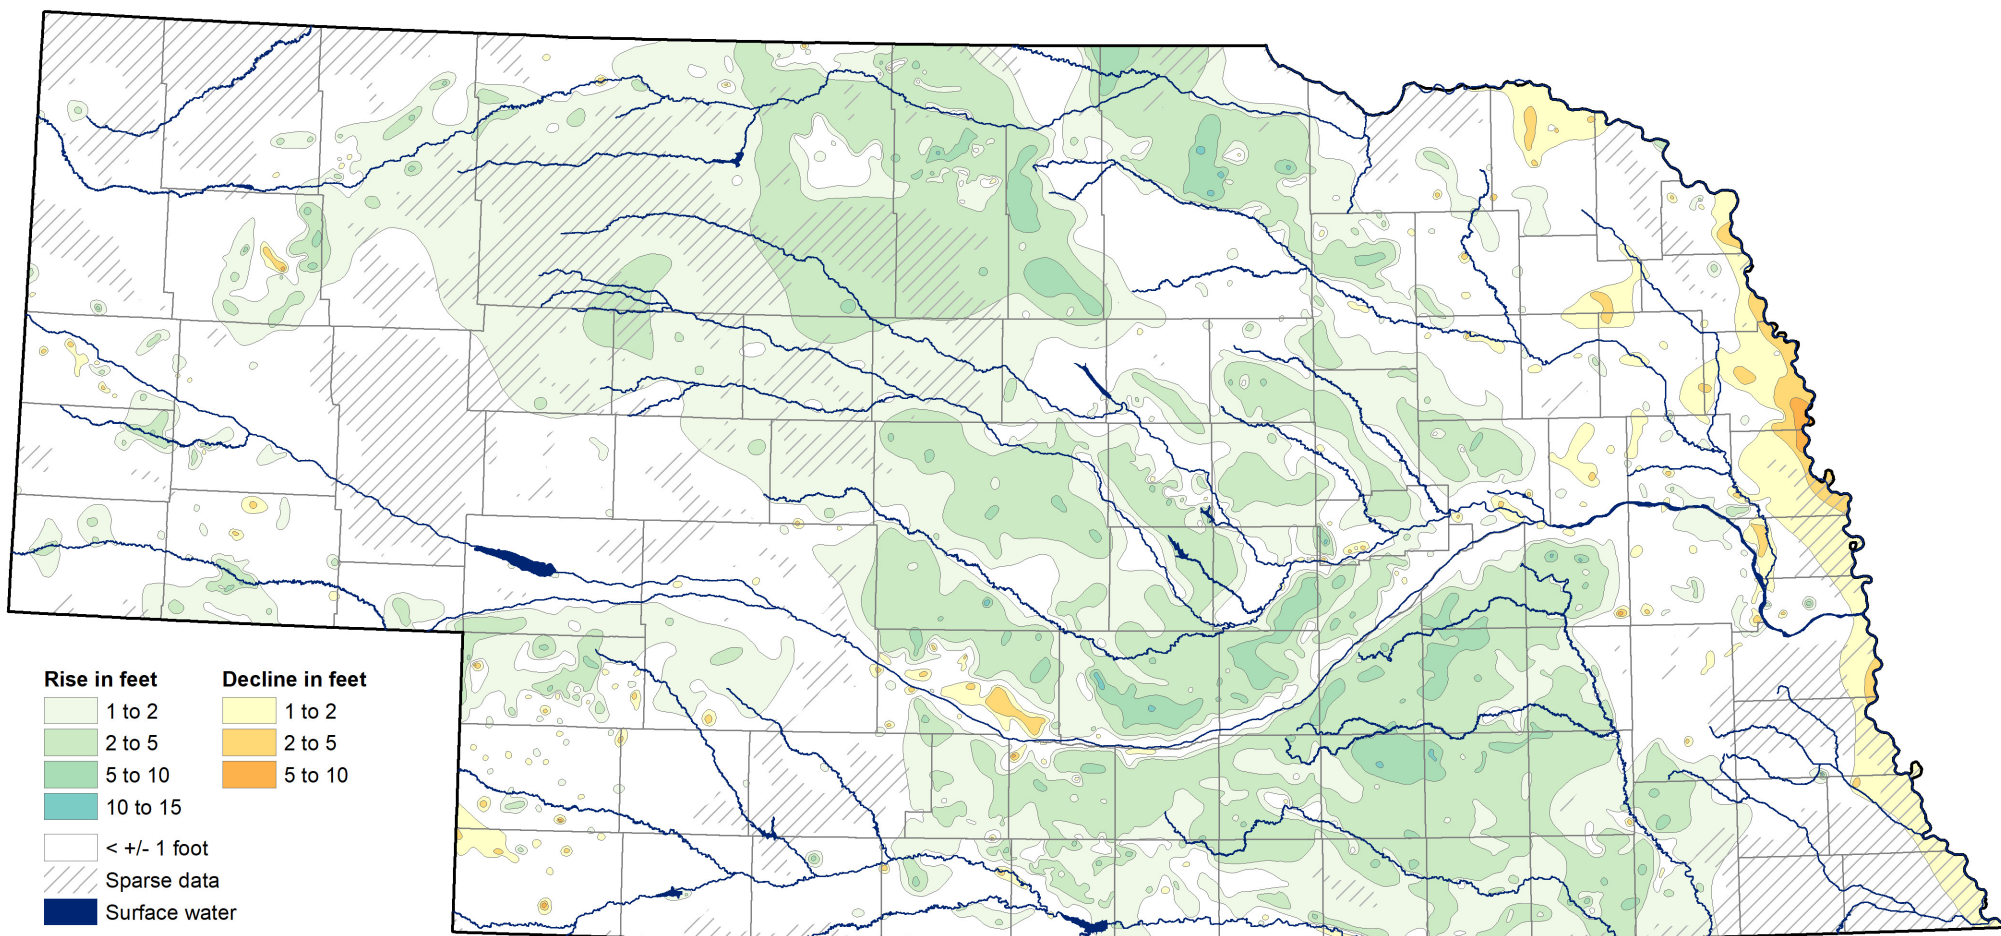 Rise in feet
1 to 2
2 to 5
5 to 10
10 to 15
< +/- 1 foot
Sparse data
Surface water
Decline in feet
1 to 2
2 to 5
5 to 10